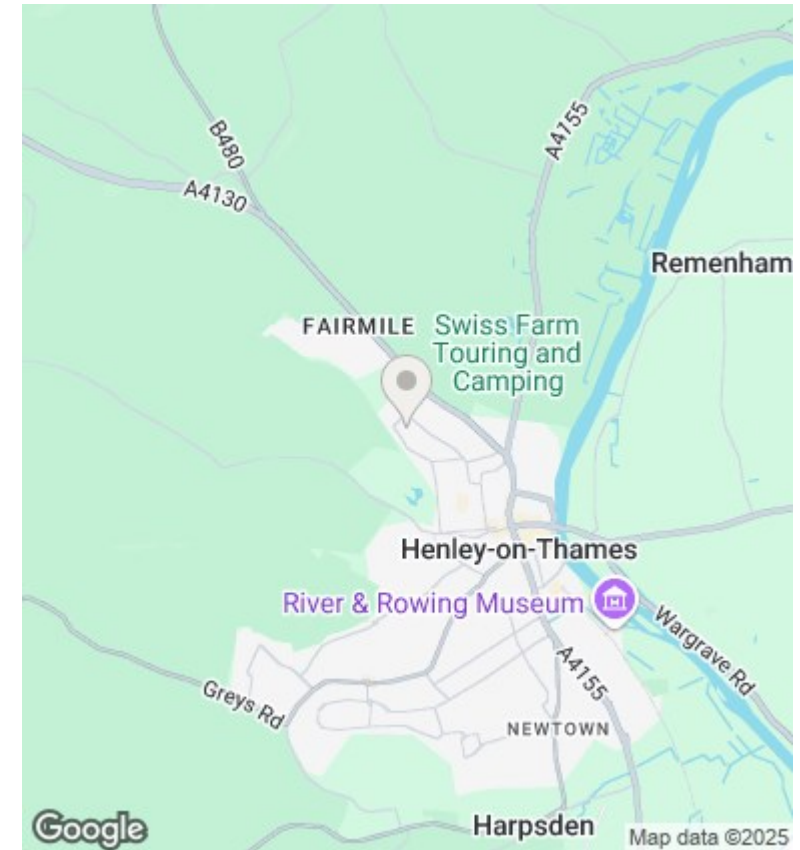 A4155
B480
A4130
Remenham
FAIRMILE
Swiss Farm
Touring and
Camping
Henley-on-Thames
River & Rowing Museum
Wargrave Rd
A4155
Greys Rd
NEWTOWN
Harpsden
Google
Map data ©2025